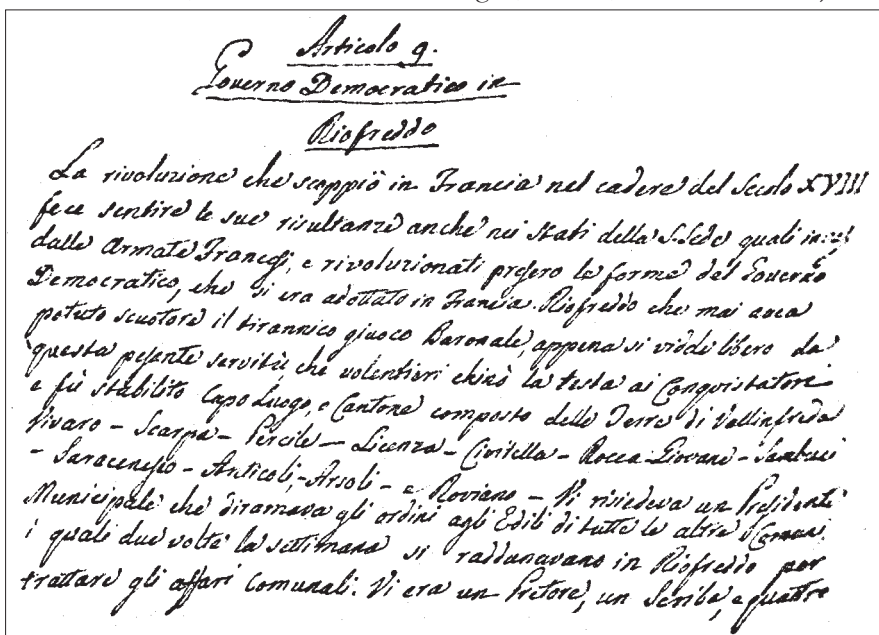 Articolo 9.
Governo Democratico in
Riofreddo
La rivoluzione che scoppiò in Francia nel cadere del Secolo XVIII
fece sentire le sue risultanze anche nei Stati della S. Sede quali
dalle Armate Francesi, e rivoluzionati presero la forma del Governo
Democratico, che si era adottato in Francia. Riofreddo che mai avea
potuto scuotere il tirannico giuoco Baronale, appena si vidde libero da
questa pesante servitù, che volentieri chinò la testa ai Conquistatori
e fù stabilito Capo Luogo, e Cantone composto delle Terre di Vallinfreda
Vivaro - Scarpa - Percile - Licenza - Civitella - Rocca Giovane - Sambuci
- Saracenesco - Anticoli, - Arsoli - e Roviano - Vi risiedeva un Presidente
Municipale che diramava gli ordini agli Edili di tutte le altre Comun.
i quali due volte la settimana si raddunavano in Riofreddo per
trattare gli affari Comunali. Vi era un Pretore, un Scriba, e quattro